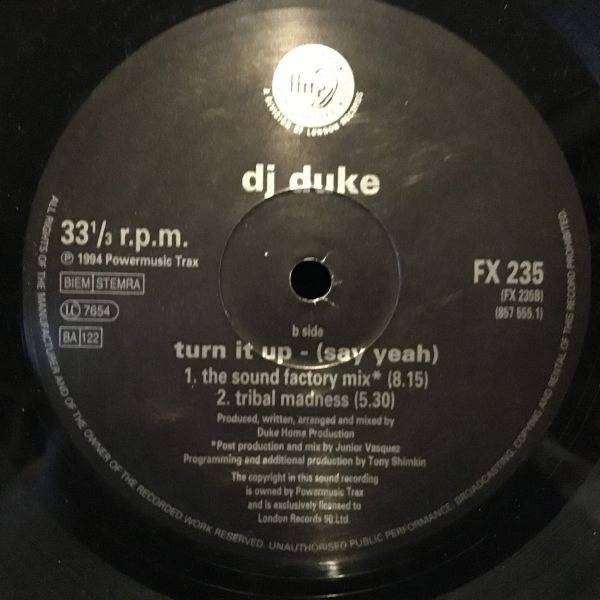 ffrr
A DIVISION OF LONDON RECORDS
dj duke
33 1/3 r.p.m.
℗ 1994 Powermusic Trax
BIEM STEMRA
LC 7654
BA 122
FX 235
(FX 235B)
(857 555.1)
b side
turn it up - (say yeah)
1. the sound factory mix* (8.15)
2. tribal madness (5.30)
Produced, written, arranged and mixed by
Duke Home Production
*Post production and mix by Junior Vasquez
Programming and additional production by Tony Shimkin
The copyright in this sound recording
is owned by Powermusic Trax
and is exclusively licensed to
London Records 90 Ltd.
ALL RIGHTS OF THE MANUFACTURER AND OF THE OWNER OF THE RECORDED WORK RESERVED. UNAUTHORISED PUBLIC PERFORMANCE. BROADCASTING. COPYING AND RENTAL OF THIS RECORD PROHIBITED.